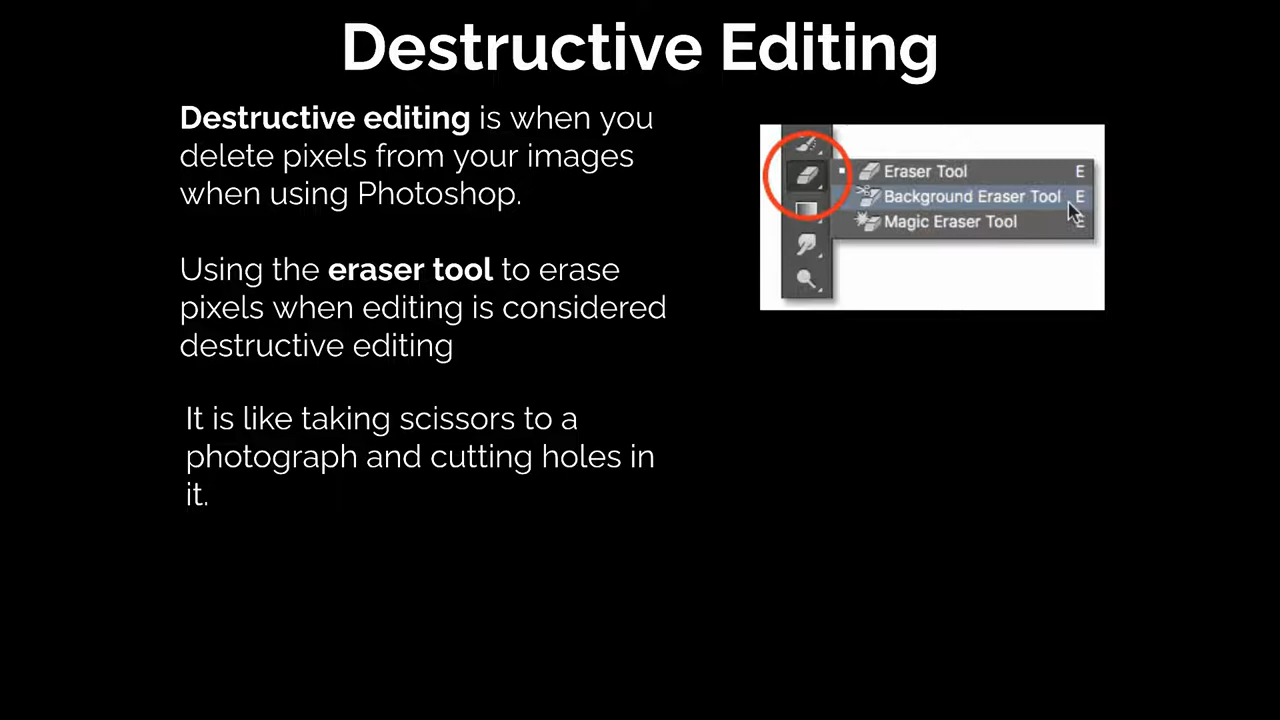 Destructive Editing
Destructive editing is when you
delete pixels from your images
when using Photoshop.
Using the eraser tool to erase
pixels when editing is considered
destructive editing
It is like taking scissors to a
photograph and cutting holes in
it.
Eraser Tool E
Background Eraser Tool E
Magic Eraser Tool E